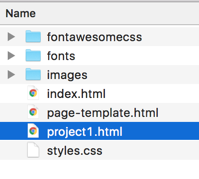 Name
fontawesomecss
fonts
images
index.html
page-template.html
project1.html
styles.css